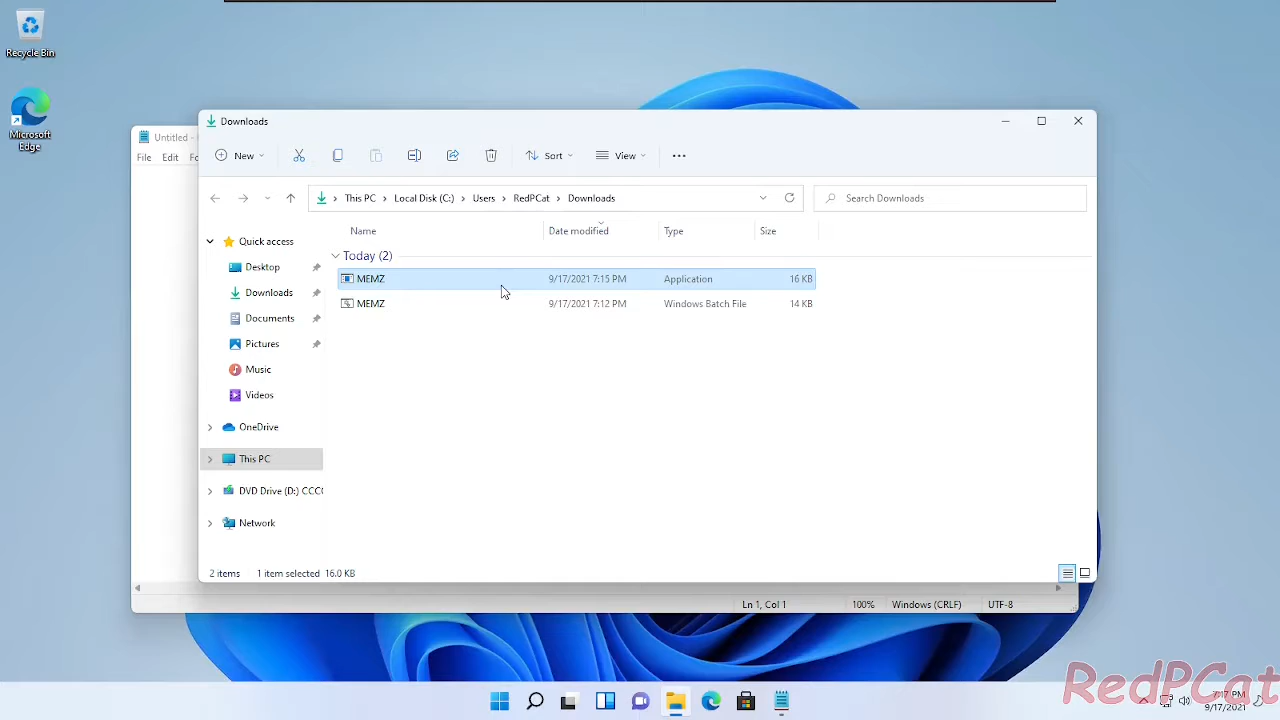 Recycle Bin
Microsoft
Edge
Untitled -
File Edit
Downloads
New
Sort
View
This PC
Local Disk (C:)
Users
RedPCat
Downloads
Search Downloads
Name
Date modified
Type
Size
Quick access
Desktop
Downloads
Documents
Pictures
Music
Videos
OneDrive
This PC
DVD Drive (D:) CCC
Network
Today (2)
MEMZ 9/17/2021 7:15 PM Application 16 KB
MEMZ 9/17/2021 7:12 PM Windows Batch File 14 KB
2 items 1 item selected 16.0 KB
Ln 1, Col 1 100% Windows (CRLF) UTF-8
RedPCat
9/17/2021